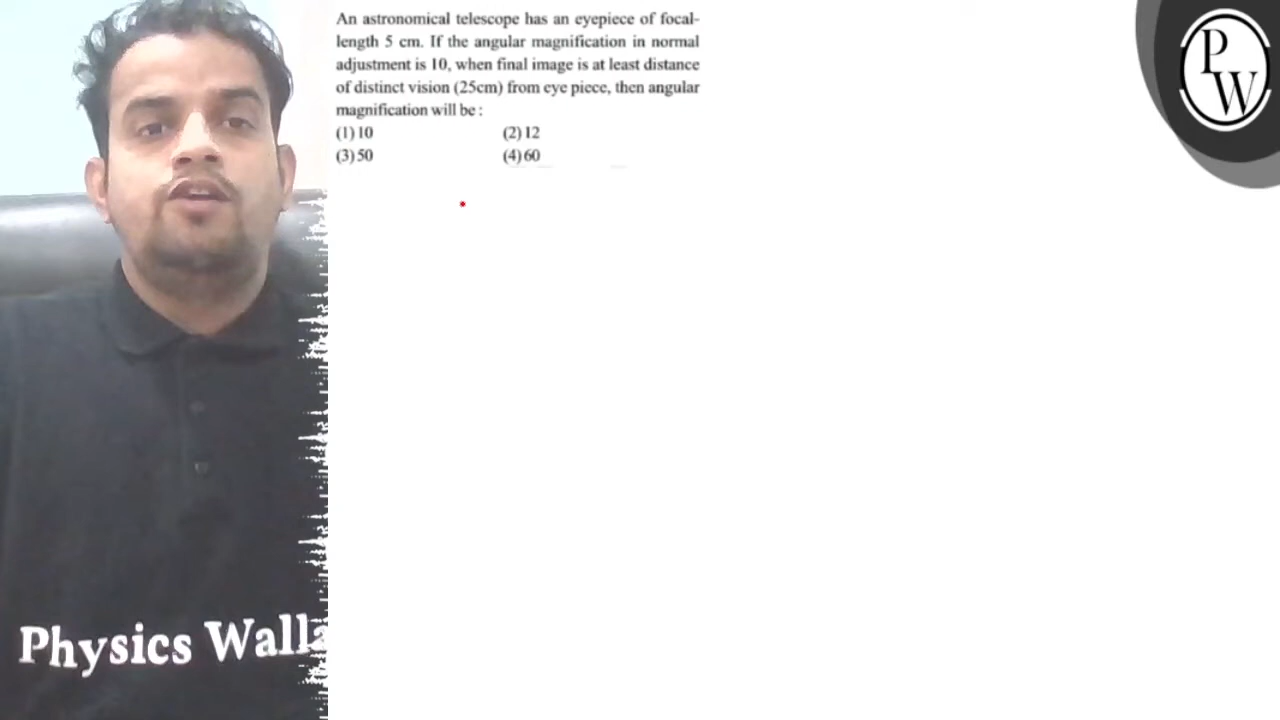 An astronomical telescope has an eyepiece of focal-
length 5 cm. If the angular magnification in normal
adjustment is 10, when final image is at least distance
of distinct vision (25cm) from eye piece, then angular
magnification will be :
(1) 10 (2) 12
(3) 50 (4) 60
P
W
Physics Walla